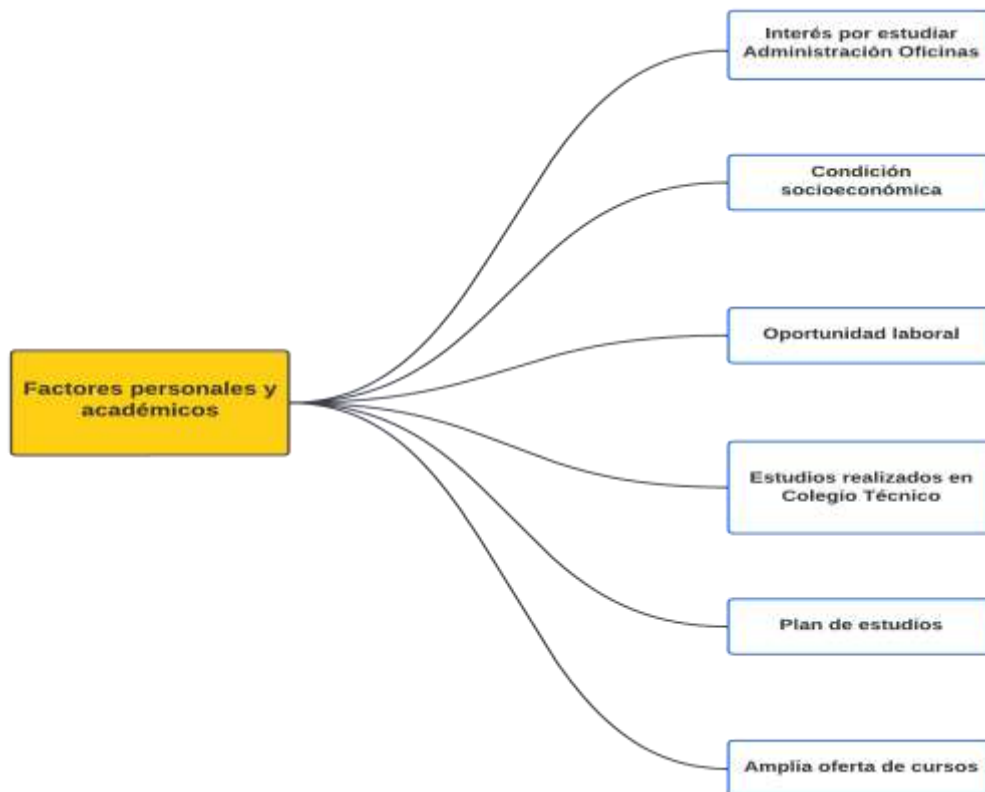 Interés por estudiar
Administración Oficinas
Condición
socioeconómica
Oportunidad laboral
Factores personales y
académicos
Estudios realizados en
Colegio Técnico
Plan de estudios
Amplia oferta de cursos